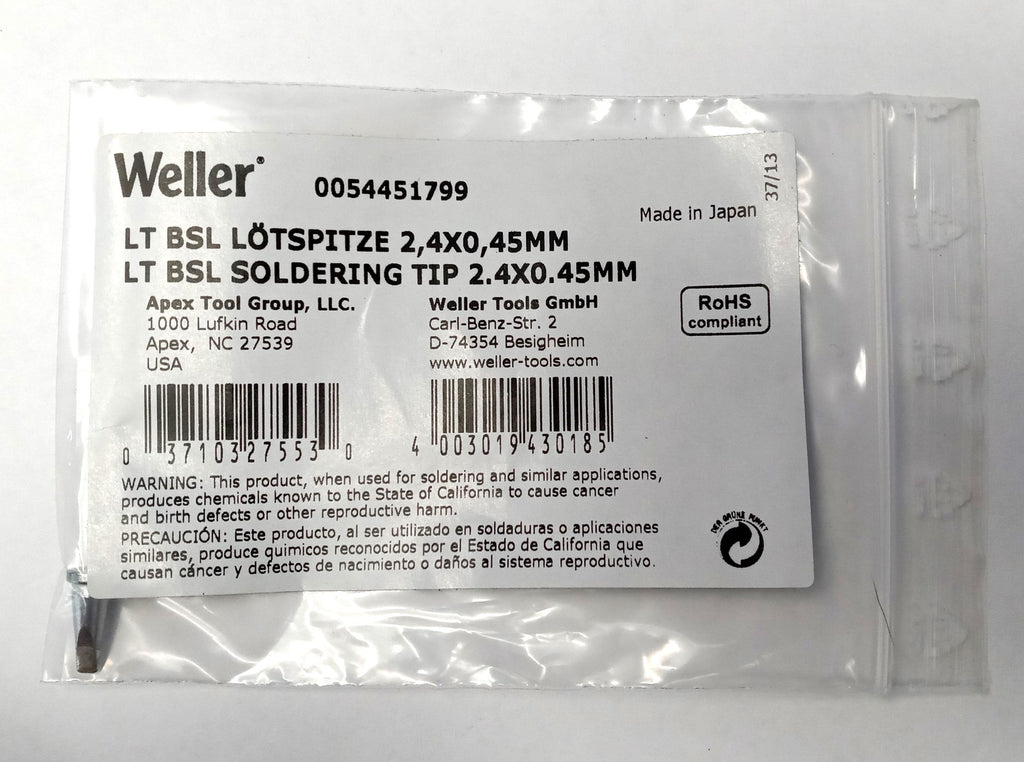 Weller®
0054451799
37/13
Made in Japan
LT BSL LÖTSPITZE 2,4X0,45MM
LT BSL SOLDERING TIP 2.4X0.45MM
Apex Tool Group, LLC.
1000 Lufkin Road
Apex, NC 27539
USA
Weller Tools GmbH
Carl-Benz-Str. 2
D-74354 Besigheim
www.weller-tools.com
RoHS
compliant
0 37103 27553 0
4 003019 430185
WARNING: This product, when used for soldering and similar applications,
produces chemicals known to the State of California to cause cancer
and birth defects or other reproductive harm.
PRECAUCIÓN: Este producto, al ser utilizado en soldaduras o aplicaciones
similares, produce quimicos reconocidos por el Estado de California que
causan cáncer y defectos de nacimiento o daños al sistema reproductivo.
DER GRÜNE PUNKT